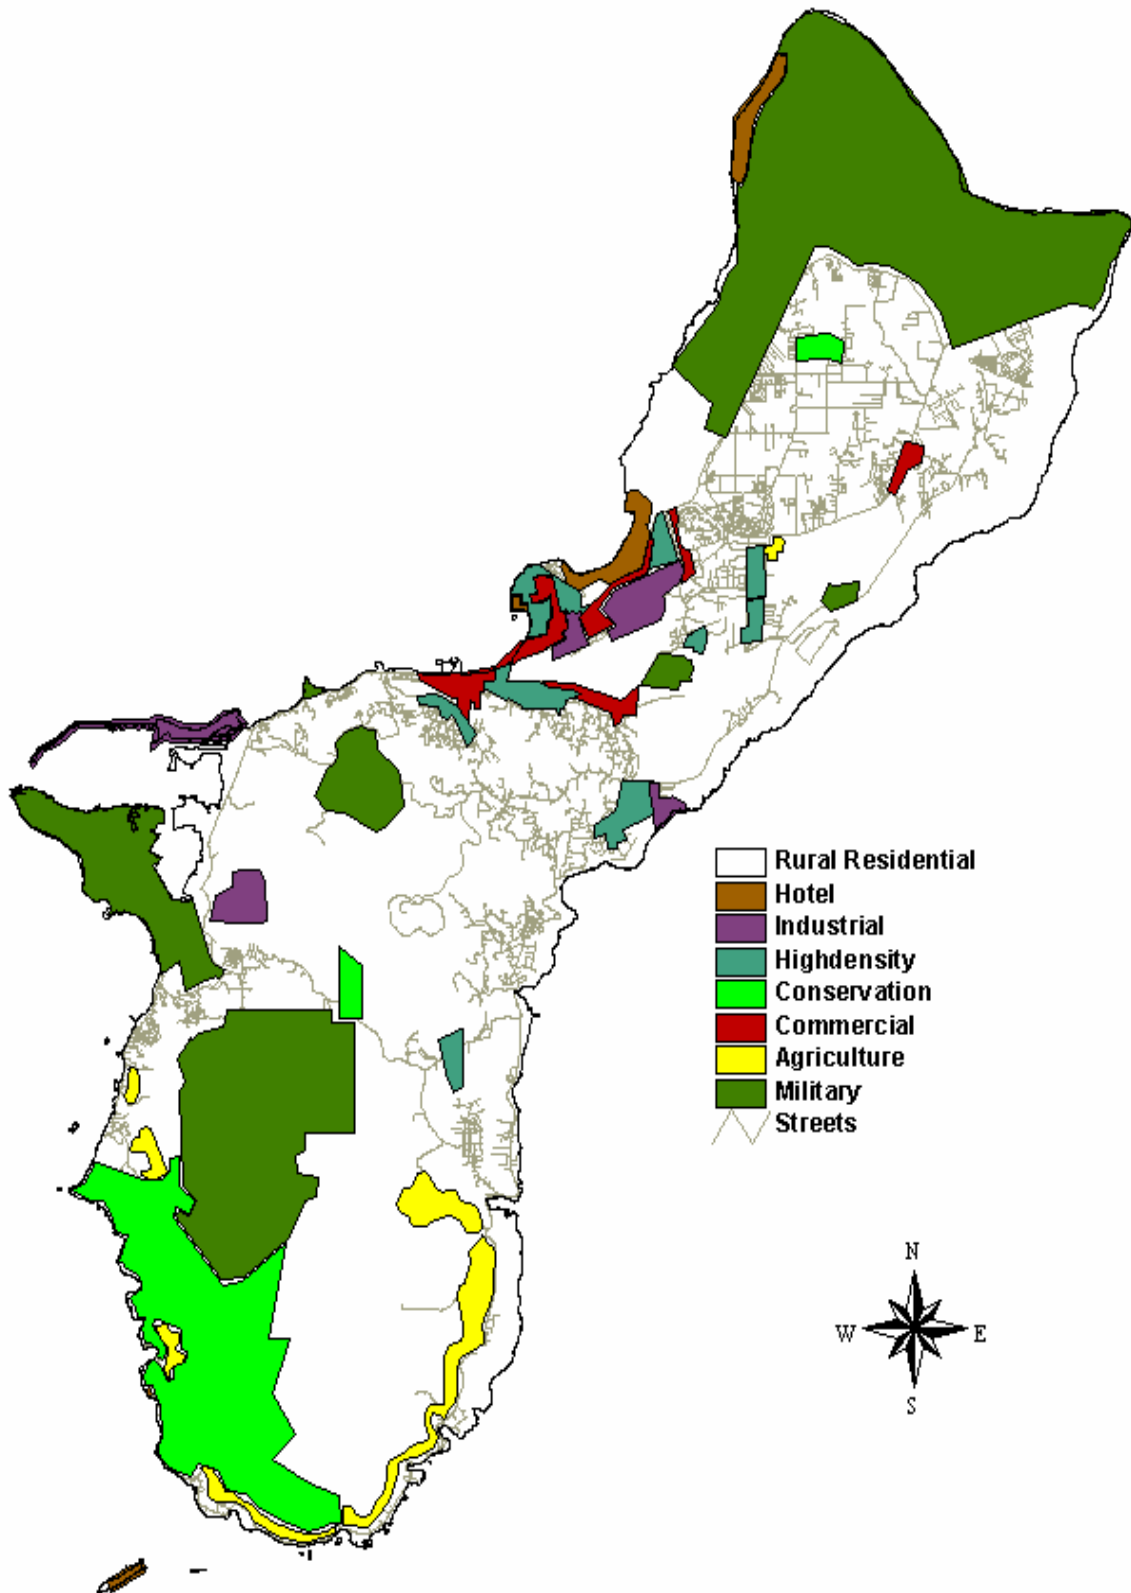 Rural Residential
Hotel
Industrial
Highdensity
Conservation
Commercial
Agriculture
Military
Streets
N
W E
S